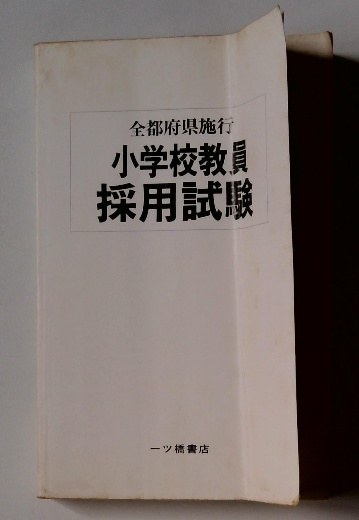 全都府県施行
小学校教員
採用試験
一ツ橋書店